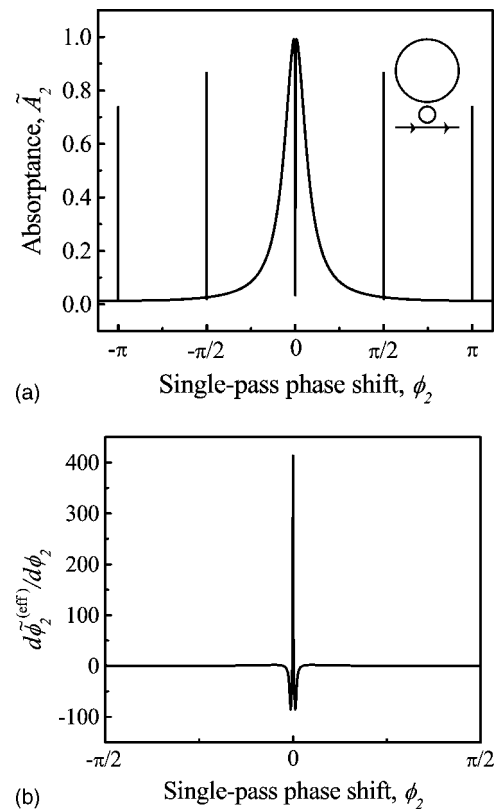 1.0
0.8
0.6
0.4
0.2
0.0
Absorptance, Ã₂
-π -π/2 0 π/2 π
Single-pass phase shift, ϕ₂
(a)
400
300
200
100
0
-100
dϕ̃₂⁽ᵉᶠᶠ⁾/dϕ₂
-π/2 0 π/2
Single-pass phase shift, ϕ₂
(b)